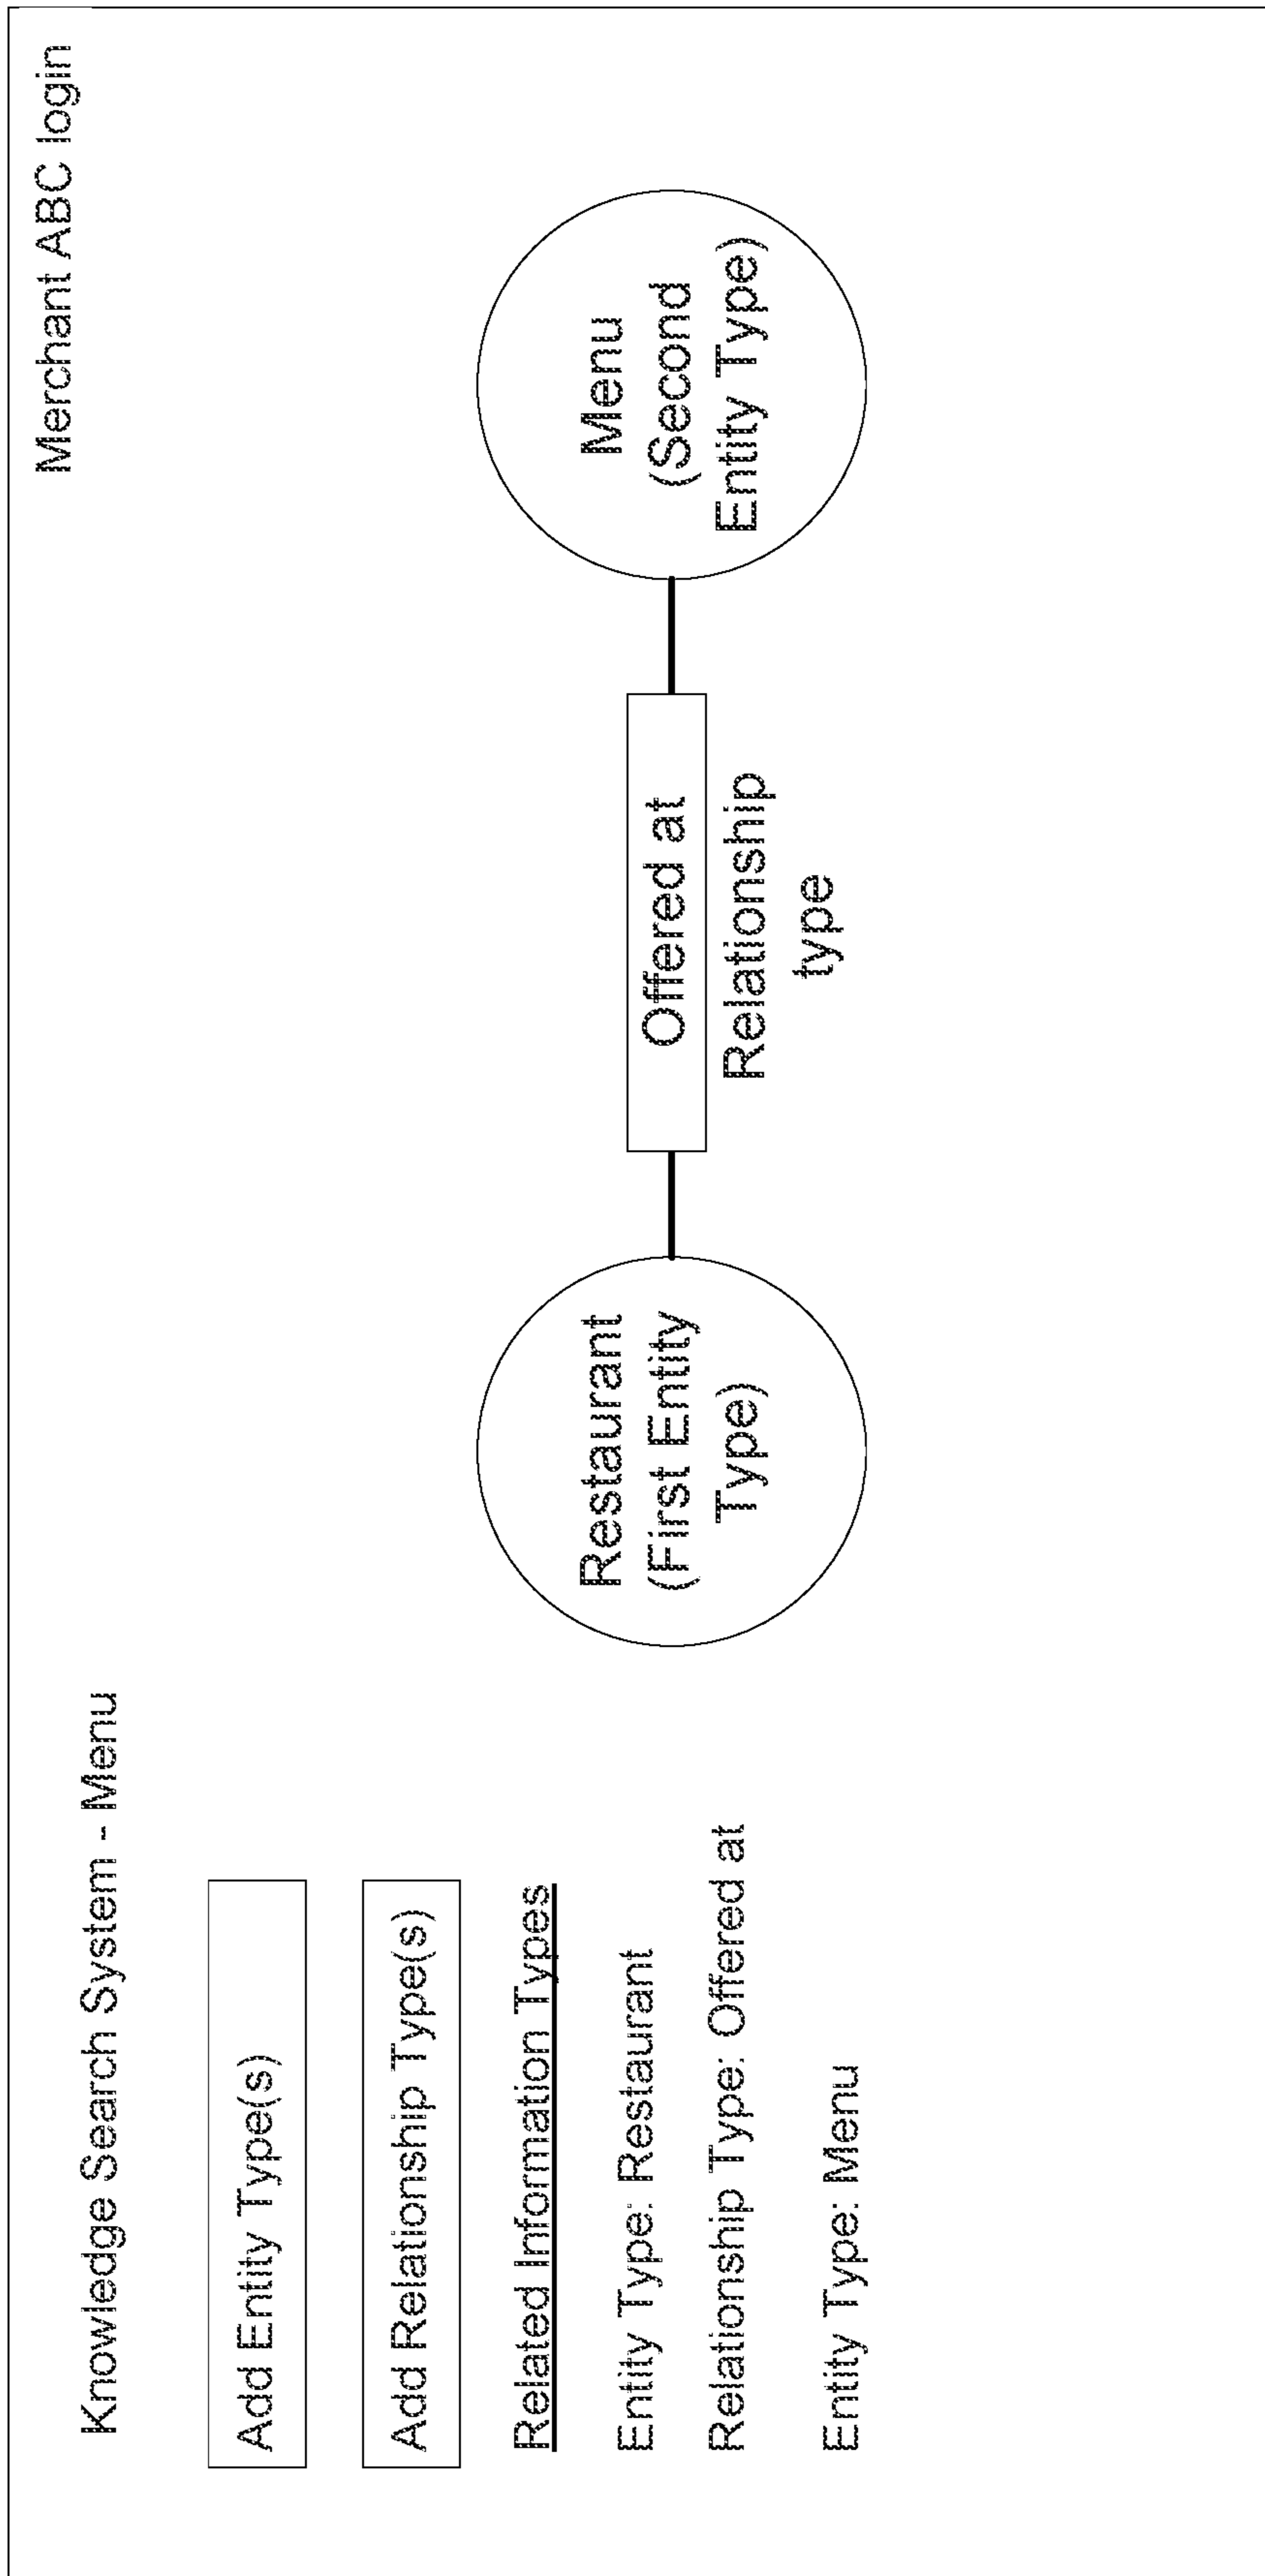 Merchant ABC login
Knowledge Search System - Menu
Add Entity Type(s)
Add Relationship Type(s)
Related Information Types
Entity Type: Restaurant
Relationship Type: Offered at
Entity Type: Menu
Restaurant
(First Entity
Type)
Offered at
Relationship
type
Menu
(Second
Entity Type)